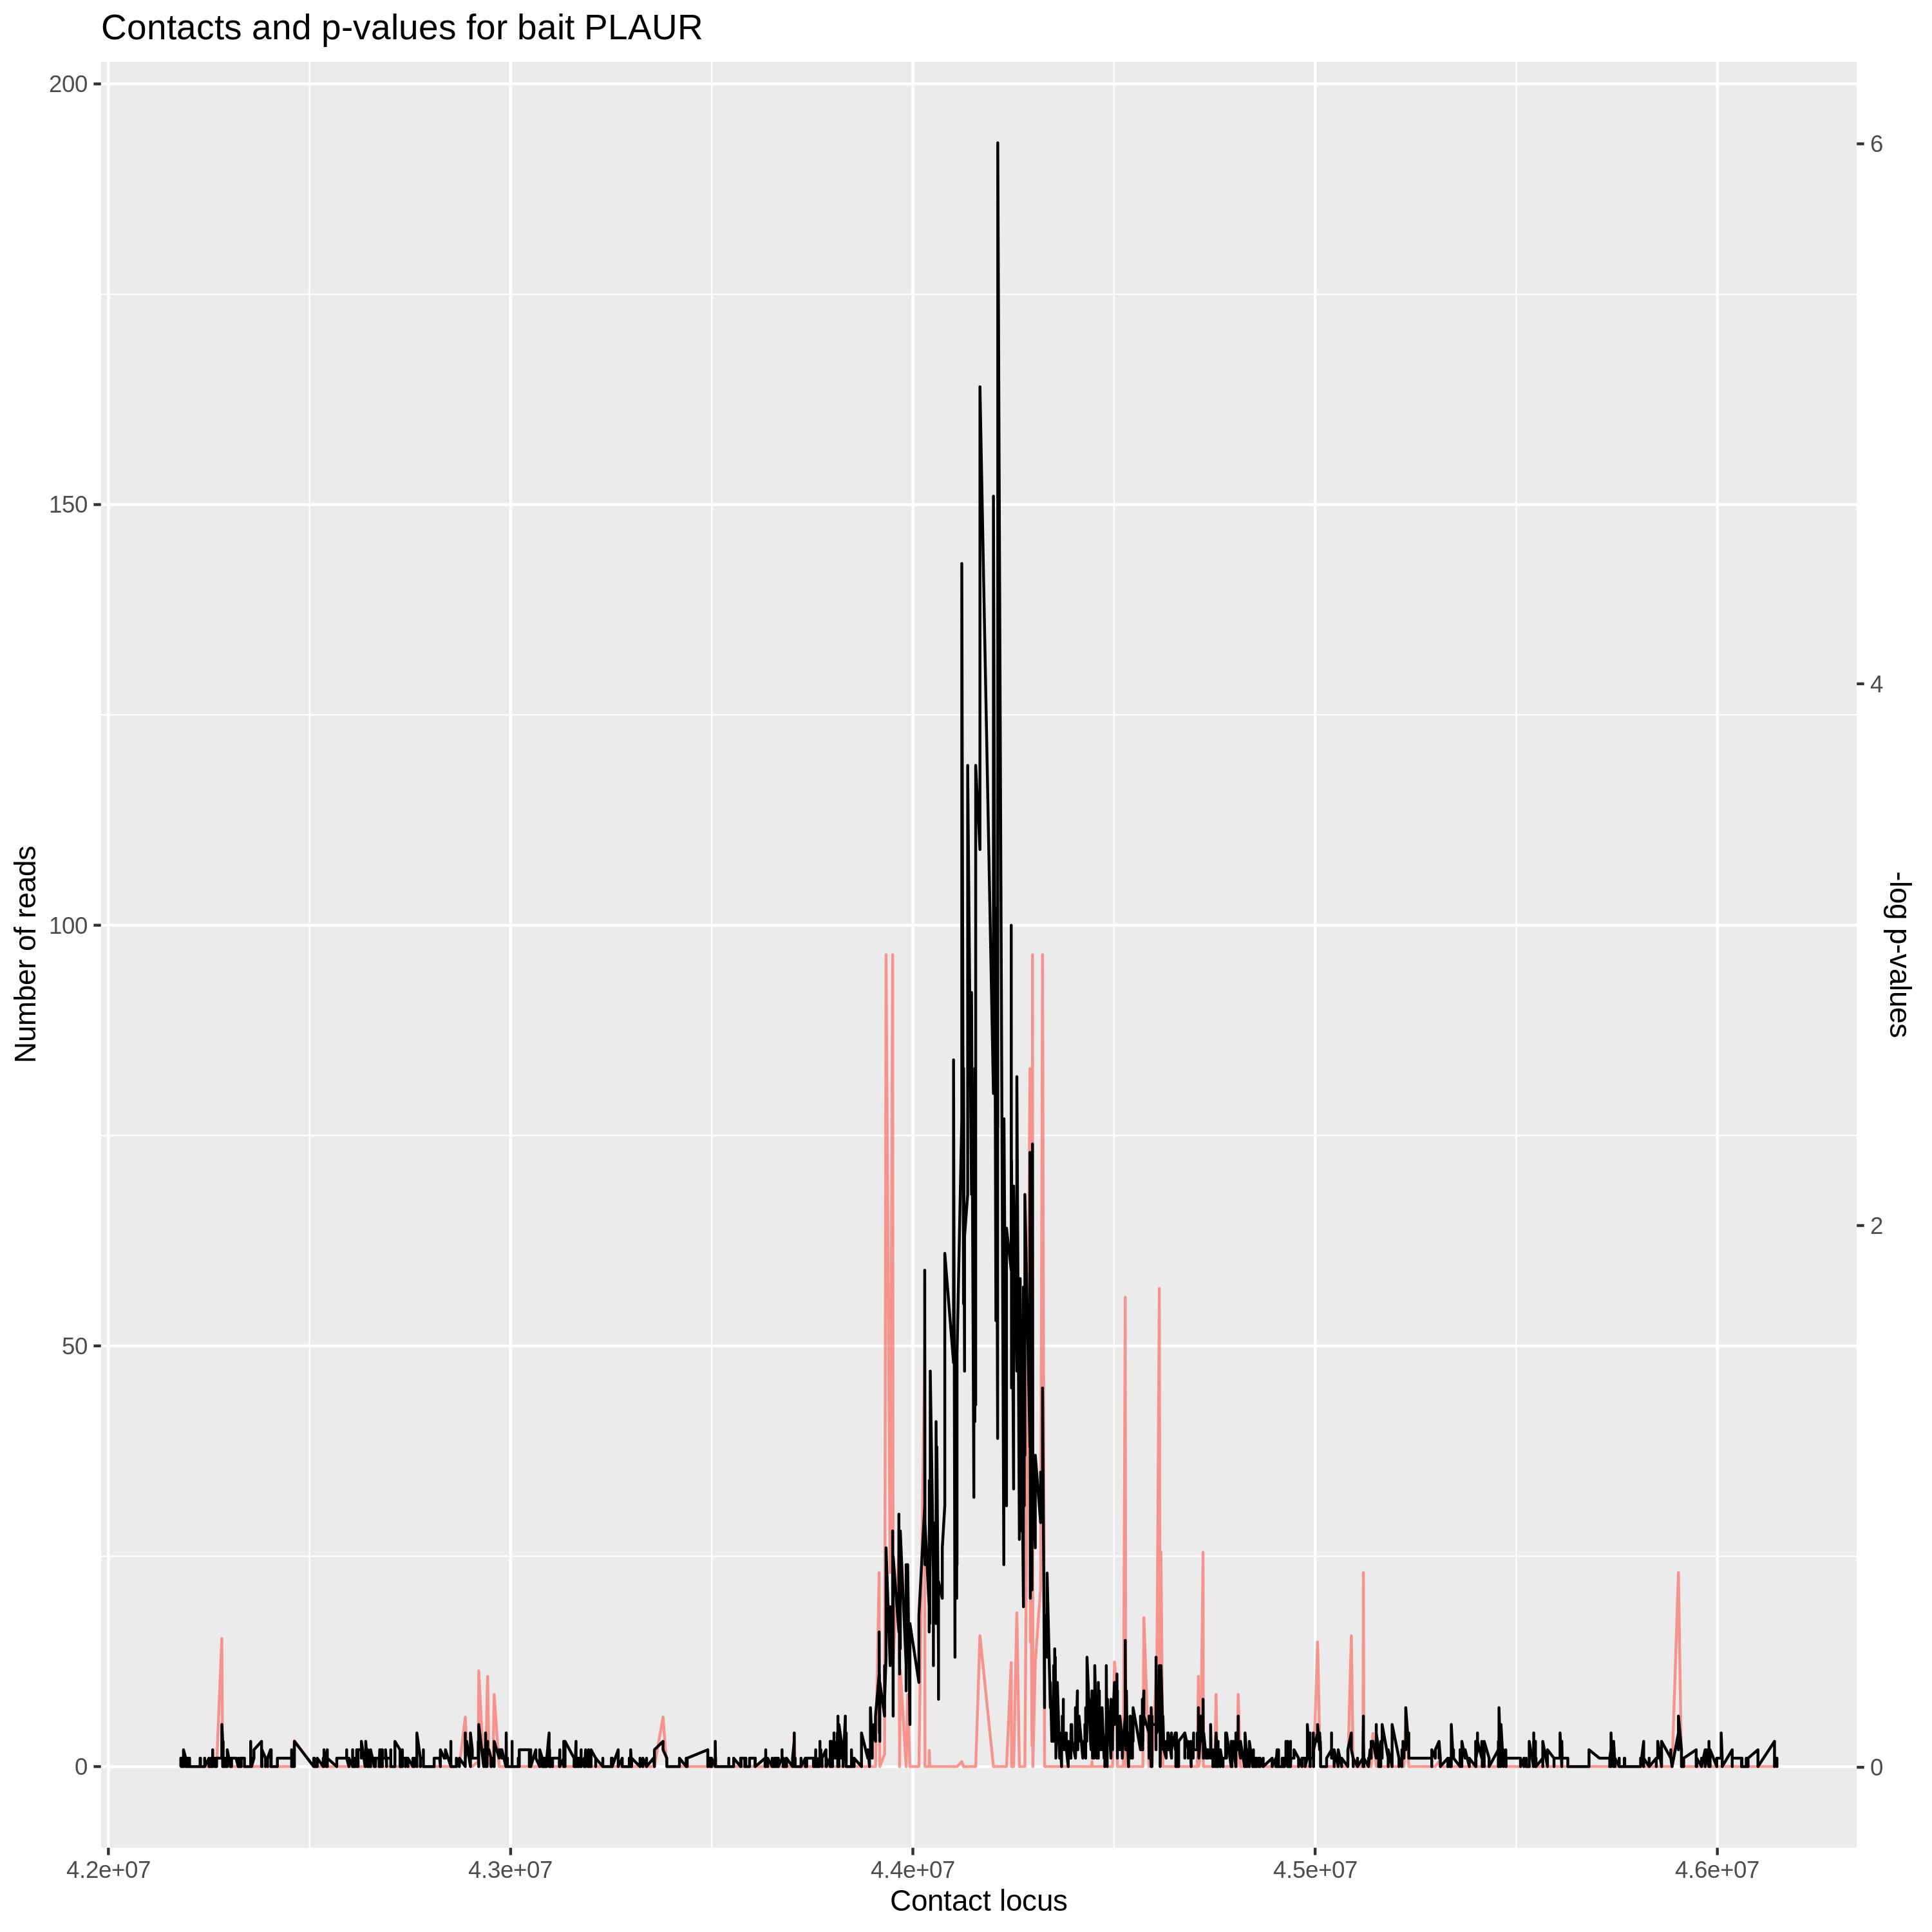 Contacts and p-values for bait PLAUR
200
150
100
50
0
Number of reads
6
4
2
0
-log p-values
4.2e+07
4.3e+07
4.4e+07
4.5e+07
4.6e+07
Contact locus